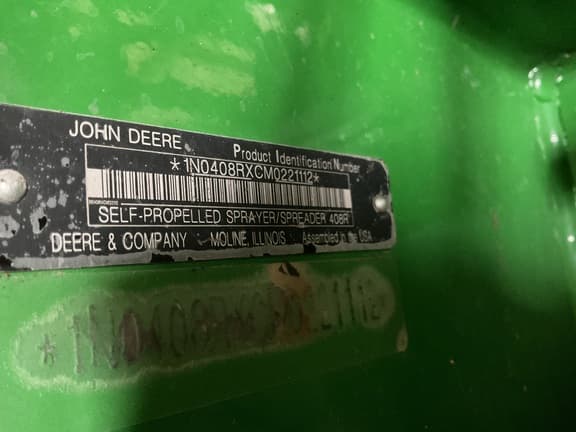 JOHN DEERE
Product Identification Number
*1N0408RXCM0221112*
SELF-PROPELLED SPRAYER/SPREADER 408R
DEERE & COMPANY MOLINE, ILLINOIS Assembled in the USA